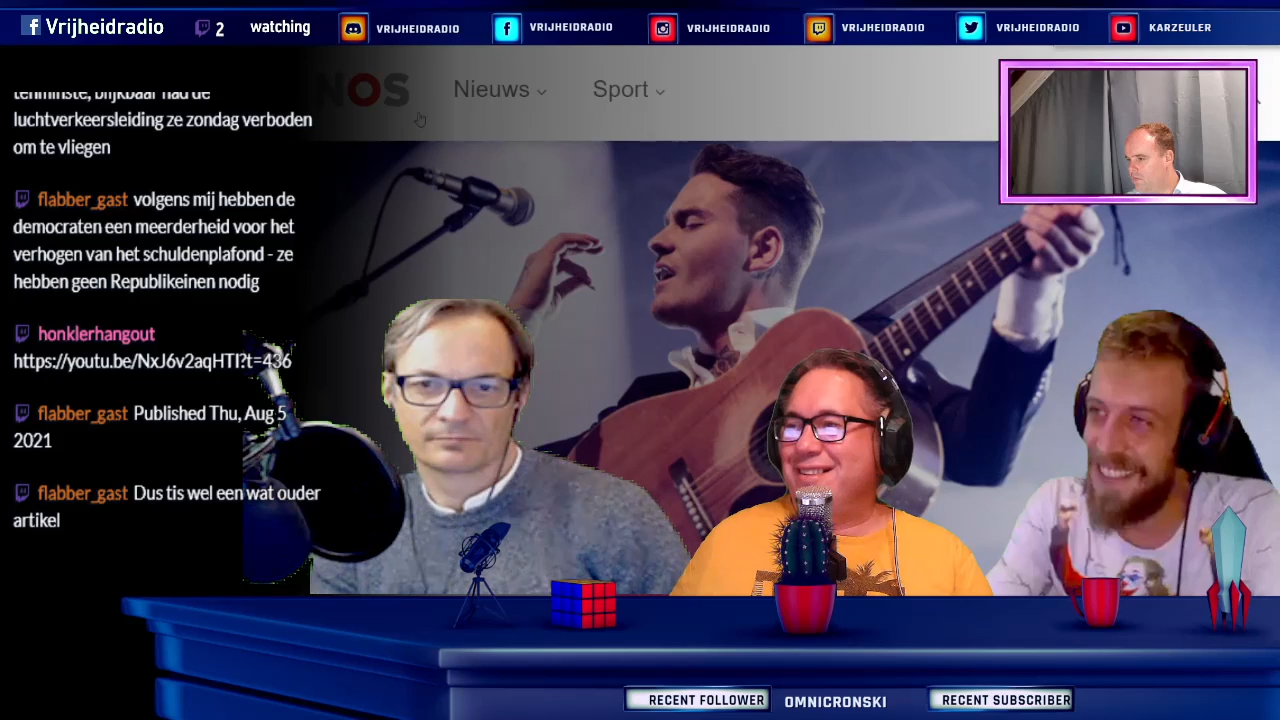 Vrijheidradio
2
watching
VRIJHEIDRADIO
VRIJHEIDRADIO
VRIJHEIDRADIO
VRIJHEIDRADIO
VRIJHEIDRADIO
KARZEULER
NOS
Nieuws
Sport
tenminste, blijkbaar had de
luchtverkeersleiding ze zondag verboden
om te vliegen
flabber_gast volgens mij hebben de
democraten een meerderheid voor het
verhogen van het schuldenplafond - ze
hebben geen Republikeinen nodig
honklerhangout
https://youtu.be/NxJ6v2aqHTI?t=436
flabber_gast Published Thu, Aug 5
2021
flabber_gast Dus tis wel een wat ouder
artikel
RECENT FOLLOWER
OMNICRONSKI
RECENT SUBSCRIBER